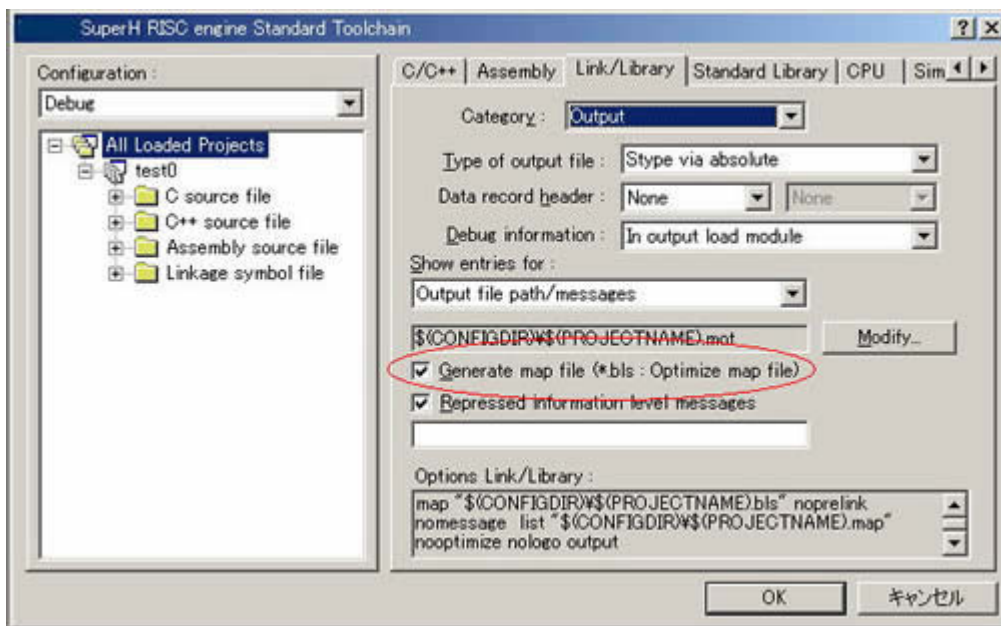 SuperH RISC engine Standard Toolchain
Configuration :
Debug
All Loaded Projects
test0
C source file
C++ source file
Assembly source file
Linkage symbol file
C/C++ Assembly Link/Library Standard Library CPU Sim
Category : Output
Type of output file : Stype via absolute
Data record header : None None
Debug information : In output load module
Show entries for :
Output file path/messages
$(CONFIGDIR)¥$(PROJECTNAME).mot Modify...
Generate map file (*.bls : Optimize map file)
Repressed information level messages
Options Link/Library :
map "$(CONFIGDIR)¥$(PROJECTNAME).bls" noprelink
nomessage list "$(CONFIGDIR)¥$(PROJECTNAME).map"
nooptimize nologo output
OK キャンセル